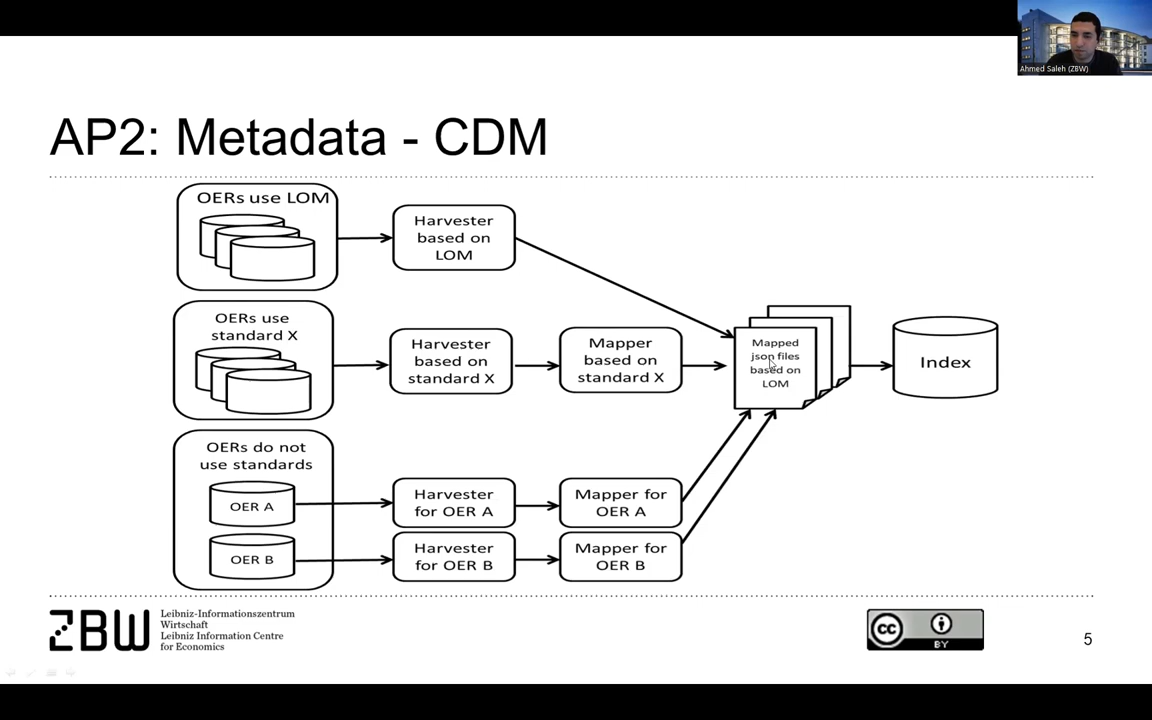 Ahmed Saleh (ZBW)
AP2: Metadata - CDM
OERs use LOM
Harvester
based on
LOM
OERs use
standard X
Harvester
based on
standard X
Mapper
based on
standard X
Mapped
json files
based on
LOM
Index
OERs do not
use standards
OER A
Harvester
for OER A
Mapper for
OER A
OER B
Harvester
for OER B
Mapper for
OER B
ZBW
Leibniz-Informationszentrum
Wirtschaft
Leibniz Information Centre
for Economics
cc
BY
5